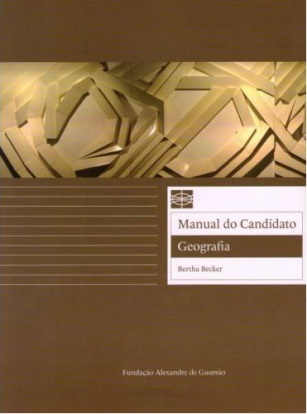 Manual do Candidato
Geografia
Bertha Becker
Fundação Alexandre de Gusmão